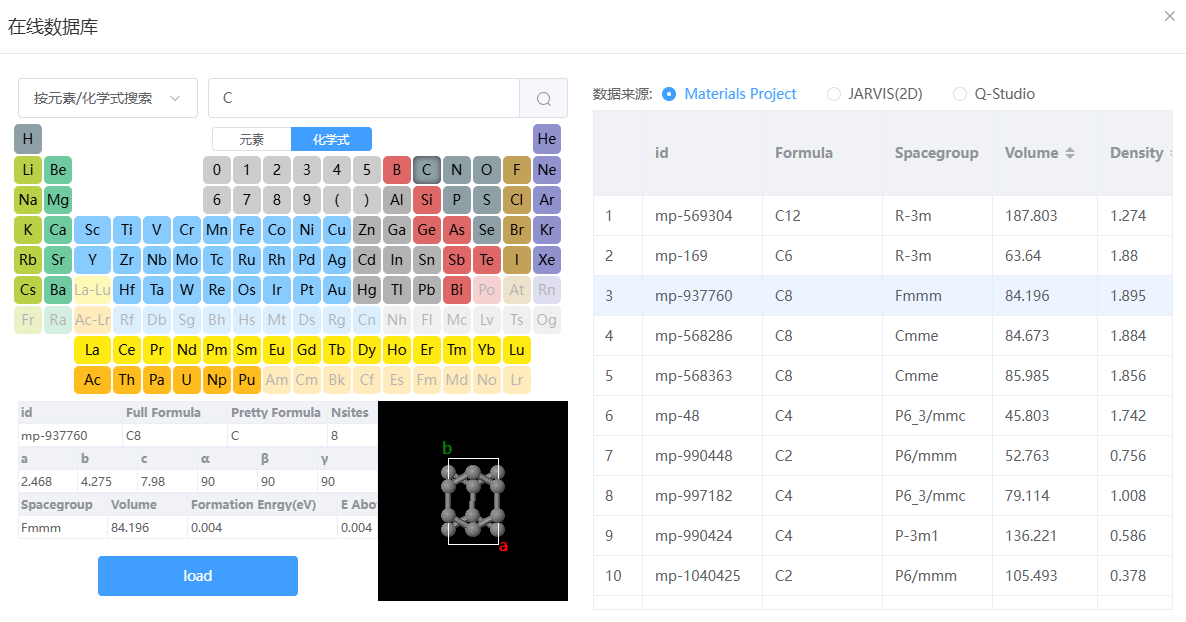 在线数据库
按元素/化学式搜索 C
元素 化学式
H He
Li Be 0 1 2 3 4 5 B C N O F Ne
Na Mg 6 7 8 9 ( ) Al Si P S Cl Ar
K Ca Sc Ti V Cr Mn Fe Co Ni Cu Zn Ga Ge As Se Br Kr
Rb Sr Y Zr Nb Mo Tc Ru Rh Pd Ag Cd In Sn Sb Te I Xe
Cs Ba La-Lu Hf Ta W Re Os Ir Pt Au Hg Tl Pb Bi Po At Rn
Fr Ra Ac-Lr Rf Db Sg Bh Hs Mt Ds Rg Cn Nh Fl Mc Lv Ts Og
La Ce Pr Nd Pm Sm Eu Gd Tb Dy Ho Er Tm Yb Lu
Ac Th Pa U Np Pu Am Cm Bk Cf Es Fm Md No Lr
id Full Formula Pretty Formula Nsites
mp-937760 C8 C 8
a b c α β γ
2.468 4.275 7.98 90 90 90
Spacegroup Volume Formation Enrgy(eV) E Abo
Fmmm 84.196 0.004 0.004
load
b
a
数据来源: Materials Project JARVIS(2D) Q-Studio
id Formula Spacegroup Volume Density
1 mp-569304 C12 R-3m 187.803 1.274
2 mp-169 C6 R-3m 63.64 1.88
3 mp-937760 C8 Fmmm 84.196 1.895
4 mp-568286 C8 Cmme 84.673 1.884
5 mp-568363 C8 Cmme 85.985 1.856
6 mp-48 C4 P6_3/mmc 45.803 1.742
7 mp-990448 C2 P6/mmm 52.763 0.756
8 mp-997182 C4 P6_3/mmc 79.114 1.008
9 mp-990424 C4 P-3m1 136.221 0.586
10 mp-1040425 C2 P6/mmm 105.493 0.378